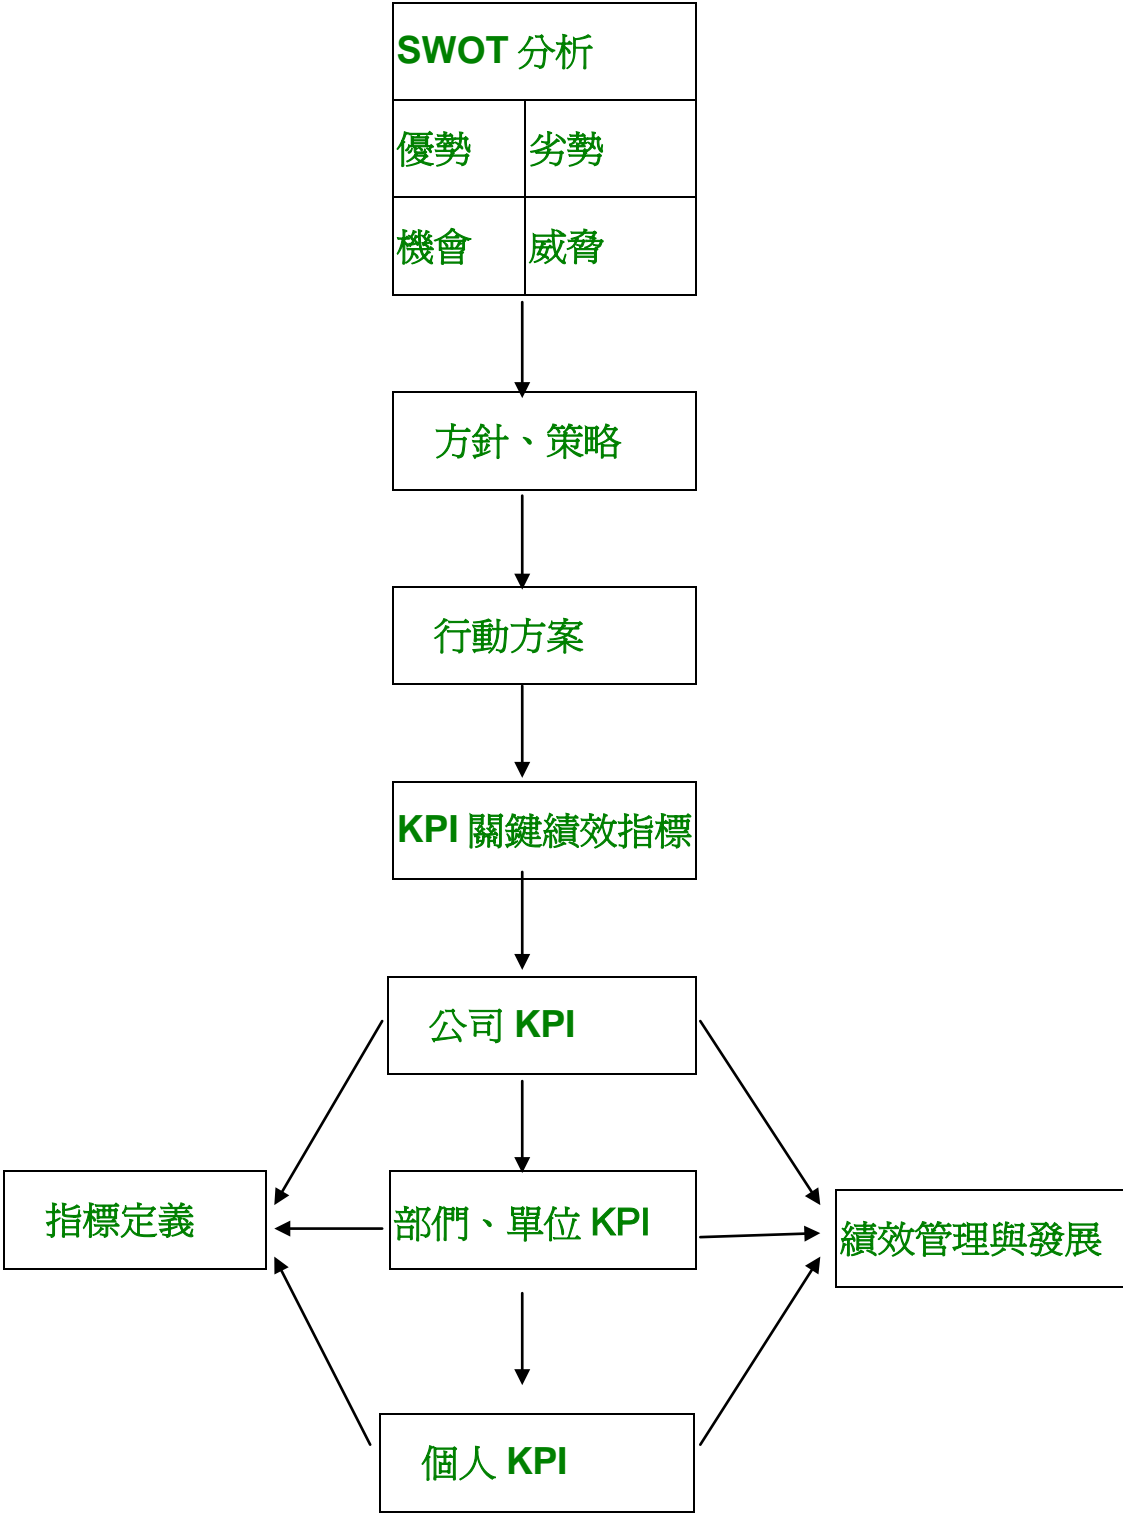 SWOT 分析
優勢 劣勢
機會 威脅
方針、策略
行動方案
KPI 關鍵績效指標
公司 KPI
指標定義
部們、單位 KPI
績效管理與發展
個人 KPI